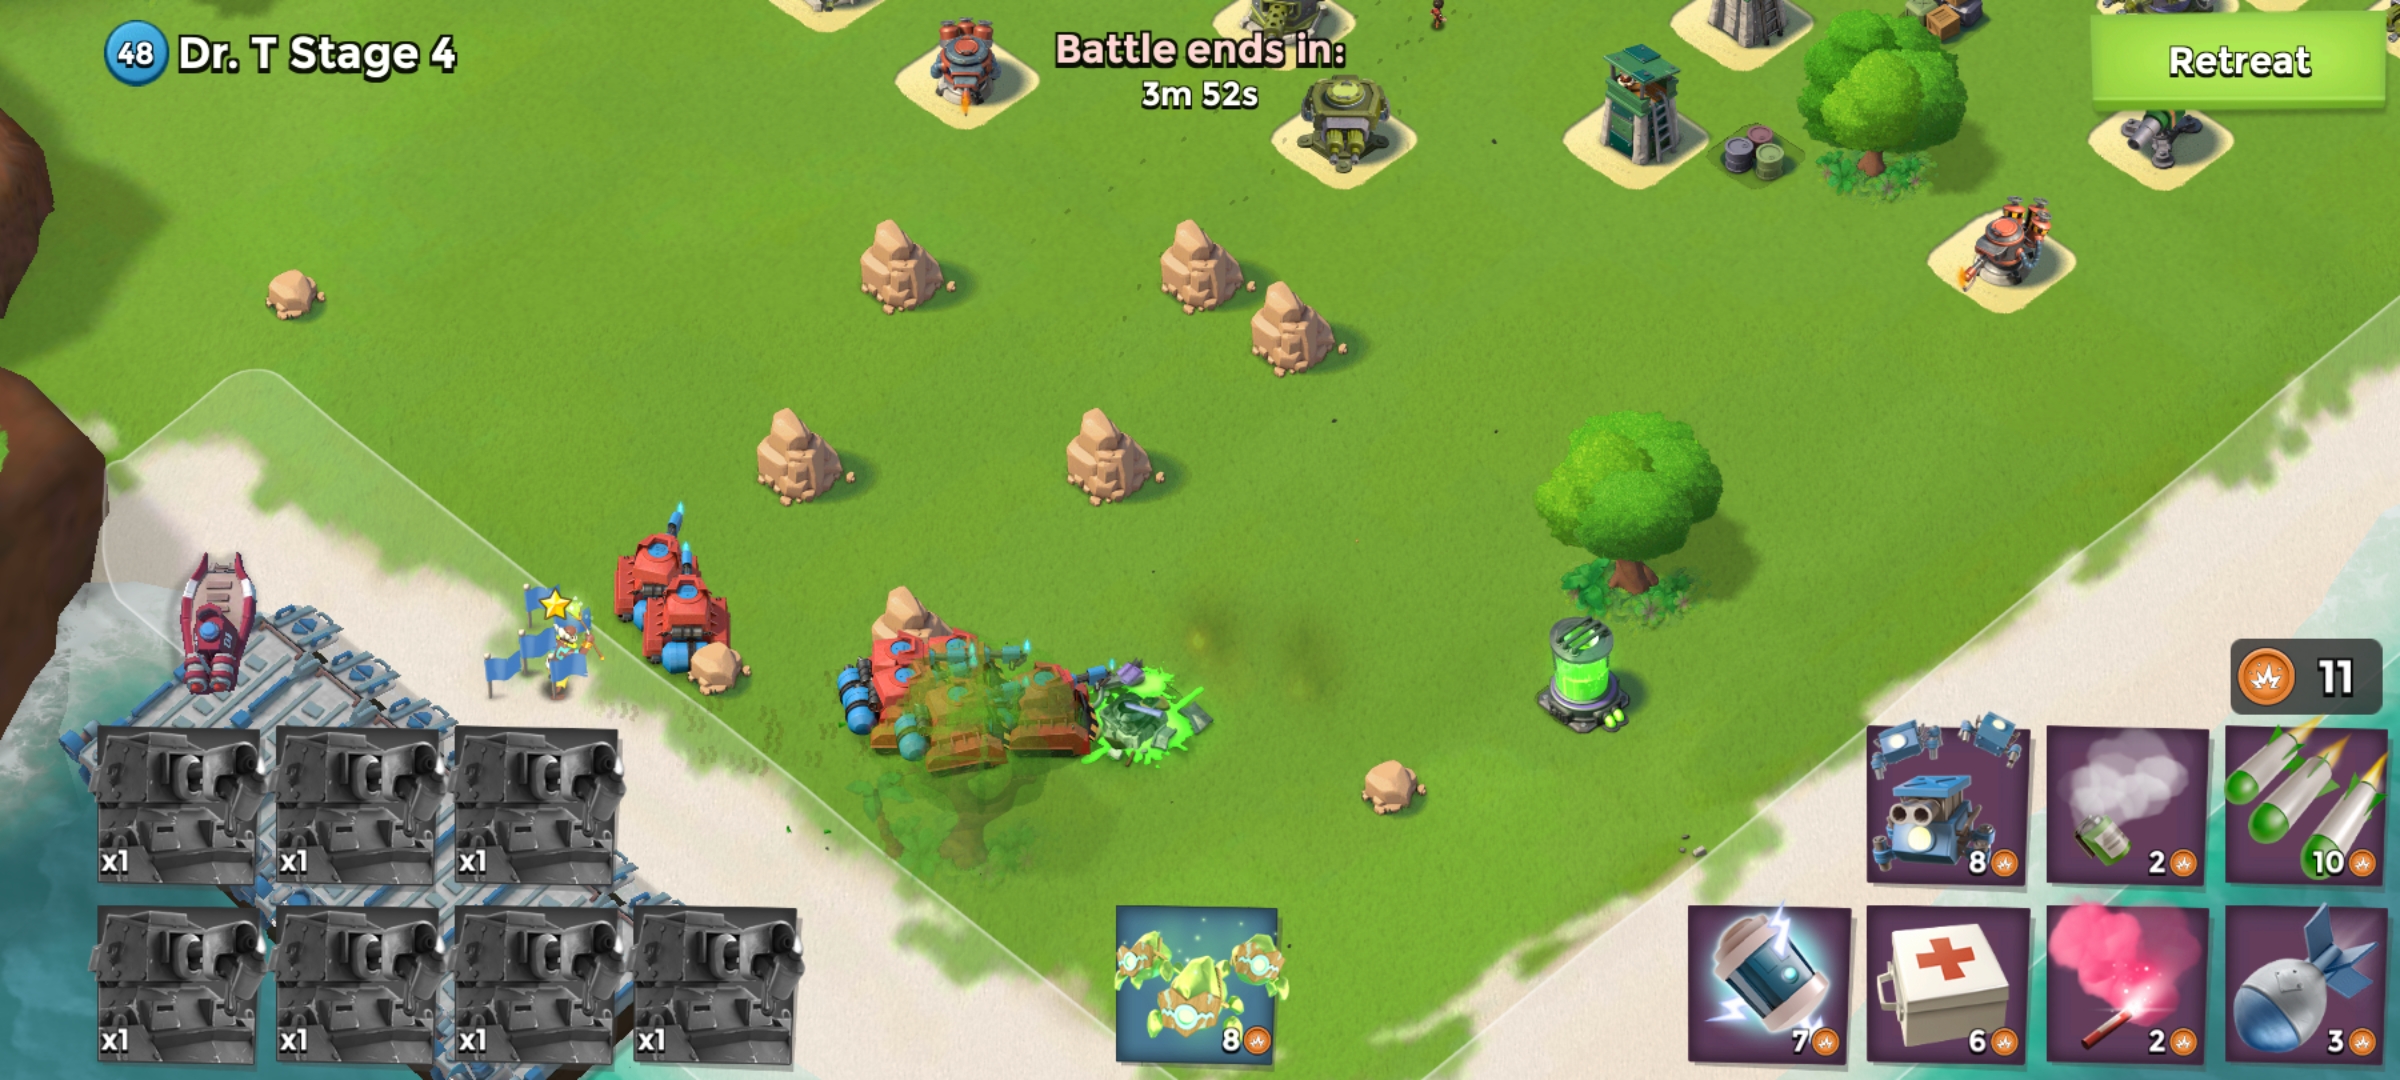 48 Dr. T Stage 4
Battle ends in:
3m 52s
Retreat
11
x1
x1
x1
8
2
10
x1
x1
x1
x1
8
7
6
2
3